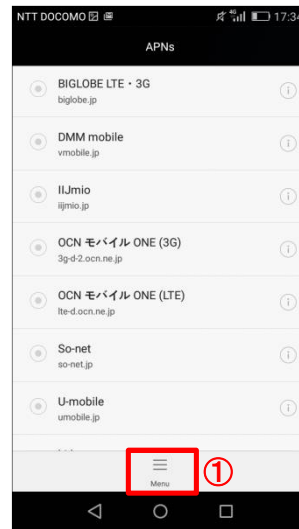 NTT DOCOMO 4G 17:34
APNs
BIGLOBE LTE・3G
biglobe.jp
DMM mobile
vmobile.jp
IIJmio
iijmio.jp
OCN モバイル ONE (3G)
3g-d-2.ocn.ne.jp
OCN モバイル ONE (LTE)
lte-d.ocn.ne.jp
So-net
so-net.jp
U-mobile
umobile.jp
Menu
①